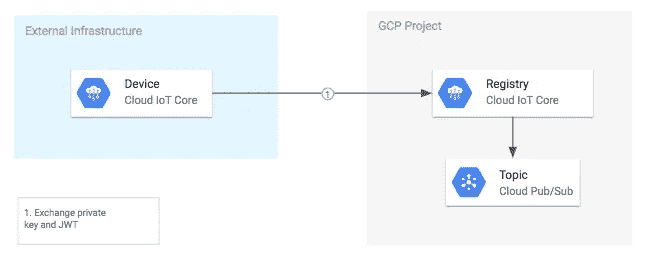 External Infrastructure
GCP Project
Device
Cloud IoT Core
1
Registry
Cloud IoT Core
Topic
Cloud Pub/Sub
1. Exchange private
key and JWT